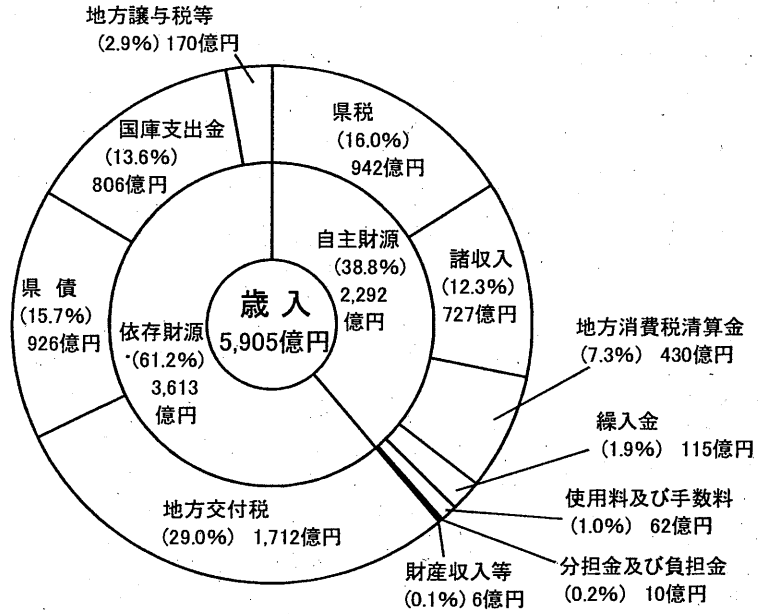 地方譲与税等
(2.9%) 170億円
国庫支出金
(13.6%)
806億円
県税
(16.0%)
942億円
自主財源
(38.8%)
2,292
億円
諸収入
(12.3%)
727億円
県 債
(15.7%)
926億円
歳 入
5,905億円
依存財源
(61.2%)
3,613
億円
地方消費税清算金
(7.3%) 430億円
繰入金
(1.9%) 115億円
地方交付税
(29.0%) 1,712億円
使用料及び手数料
(1.0%) 62億円
分担金及び負担金
(0.2%) 10億円
財産収入等
(0.1%) 6億円